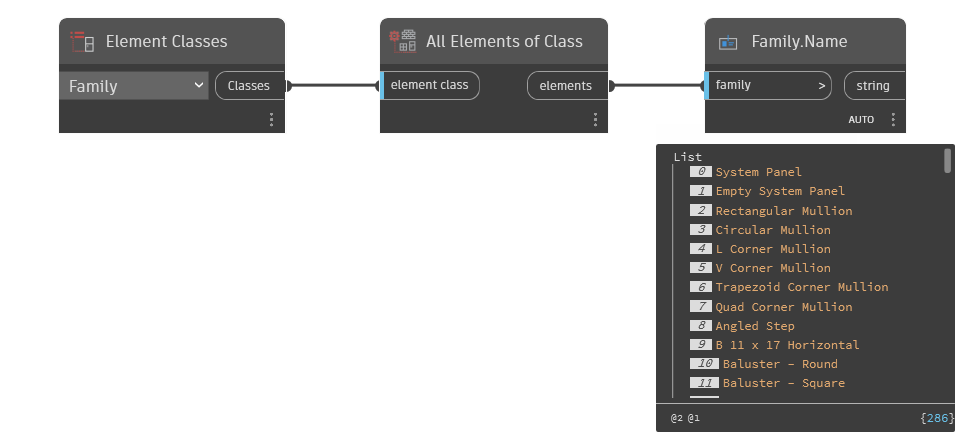 Element Classes
Family
Classes
All Elements of Class
element class
elements
Family.Name
family
>
string
AUTO
List
0 System Panel
1 Empty System Panel
2 Rectangular Mullion
3 Circular Mullion
4 L Corner Mullion
5 V Corner Mullion
6 Trapezoid Corner Mullion
7 Quad Corner Mullion
8 Angled Step
9 B 11 x 17 Horizontal
10 Baluster - Round
11 Baluster - Square
@2 @1
{286}